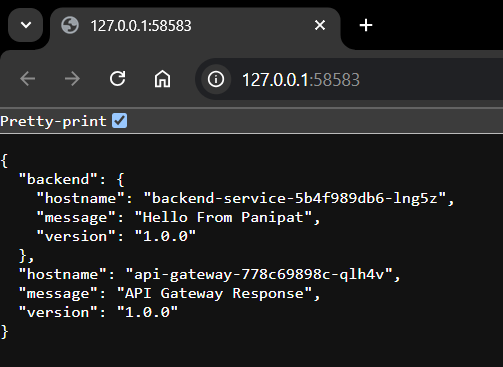 127.0.0.1:58583
127.0.0.1:58583
Pretty-print
{
  "backend": {
    "hostname": "backend-service-5b4f989db6-lng5z",
    "message": "Hello From Panipat",
    "version": "1.0.0"
  },
  "hostname": "api-gateway-778c69898c-qlh4v",
  "message": "API Gateway Response",
  "version": "1.0.0"
}